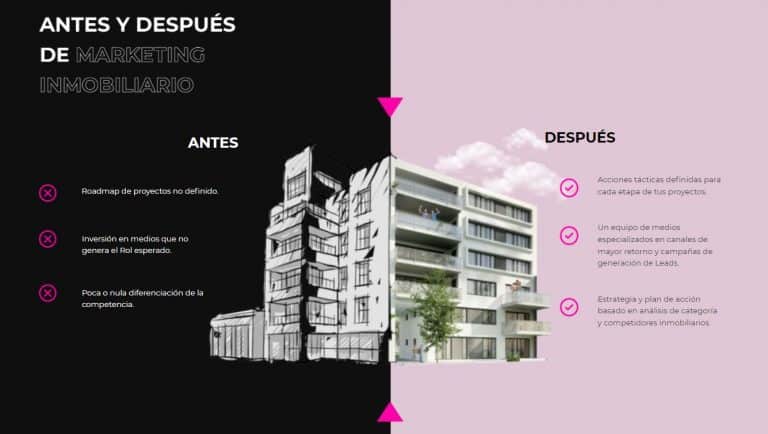 ANTES Y DESPUÉS
DE MARKETING
INMOBILIARIO
ANTES
Roadmap de proyectos no definido.
Inversión en medios que no
genera el RoI esperado.
Poca o nula diferenciación de la
competencia.
DESPUÉS
Acciones tácticas definidas para
cada etapa de tus proyectos.
Un equipo de medios
especializados en canales de
mayor retorno y campañas de
generación de Leads.
Estrategia y plan de acción
basado en análisis de categoría
y competidores inmobiliarios.